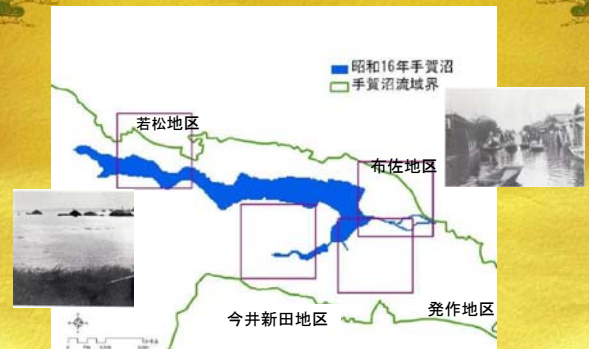 昭和16年手賀沼
手賀沼流域界
若松地区
布佐地区
今井新田地区
発作地区